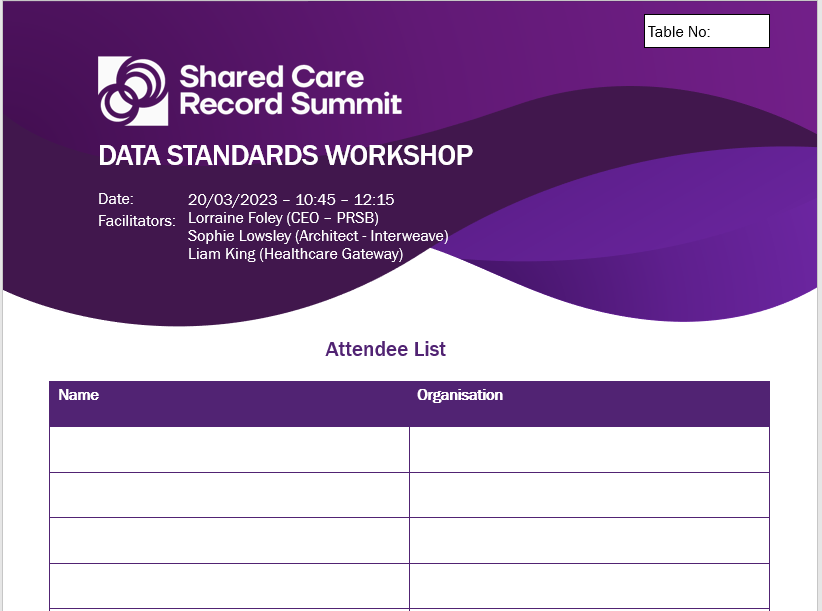 Table No:
Shared Care
Record Summit
DATA STANDARDS WORKSHOP
Date: 20/03/2023 – 10:45 – 12:15
Facilitators: Lorraine Foley (CEO – PRSB)
Sophie Lowsley (Architect - Interweave)
Liam King (Healthcare Gateway)
Attendee List
Name Organisation